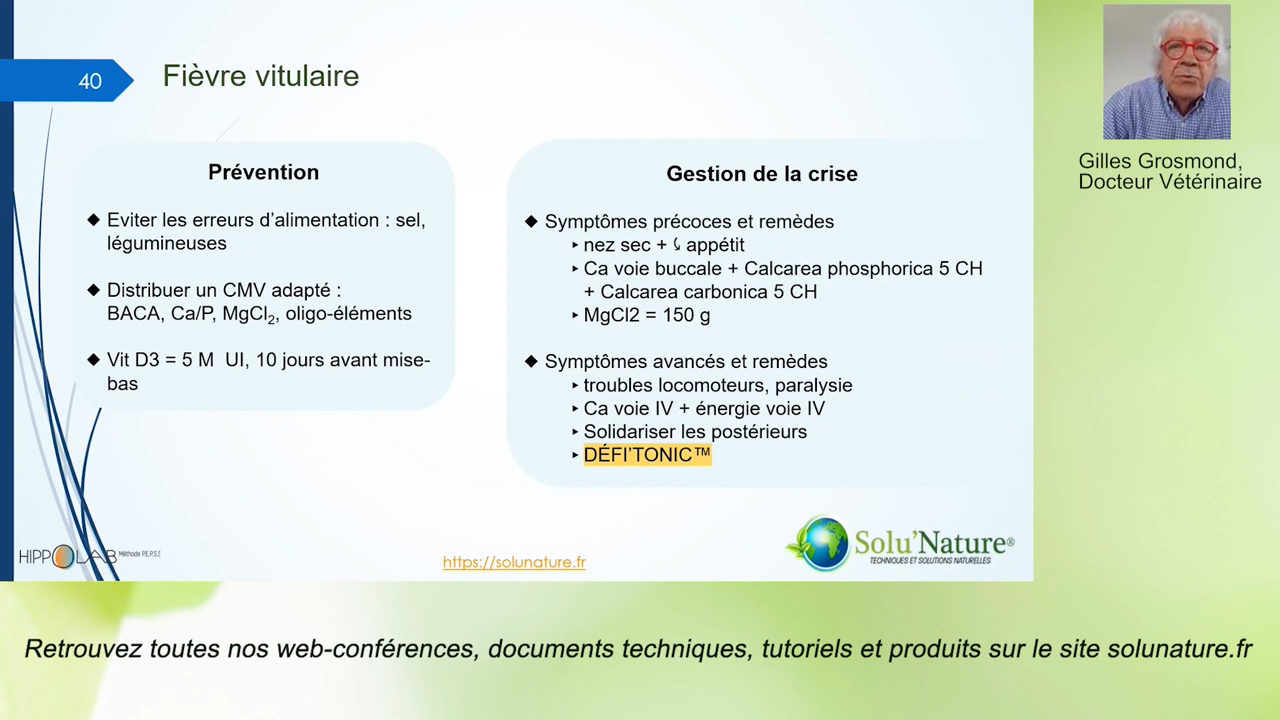 40
Fièvre vitulaire
Prévention
◆ Eviter les erreurs d’alimentation : sel,
légumineuses
◆ Distribuer un CMV adapté :
BACA, Ca/P, MgCl₂, oligo-éléments
◆ Vit D3 = 5 M UI, 10 jours avant mise-
bas
Gestion de la crise
◆ Symptômes précoces et remèdes
‣ nez sec + ⤹ appétit
‣ Ca voie buccale + Calcarea phosphorica 5 CH
+ Calcarea carbonica 5 CH
‣ MgCl2 = 150 g
◆ Symptômes avancés et remèdes
‣ troubles locomoteurs, paralysie
‣ Ca voie IV + énergie voie IV
‣ Solidariser les postérieurs
‣ DÉFI’TONIC™
HIPPOLAB Méthode P.E.P.S.S
https://solunature.fr
Solu’Nature®
TECHNIQUES ET SOLUTIONS NATURELLES
Gilles Grosmond,
Docteur Vétérinaire
Retrouvez toutes nos web-conférences, documents techniques, tutoriels et produits sur le site solunature.fr